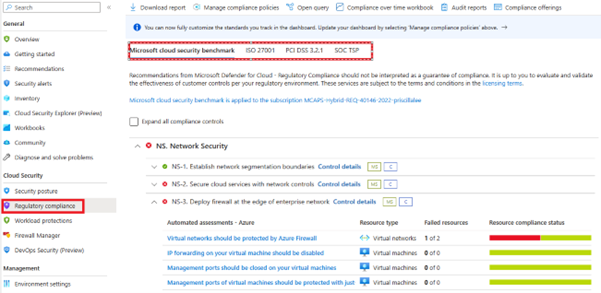 Search
Download report
Manage compliance policies
Open query
Compliance over time workbook
Audit reports
Compliance offerings
General
Overview
Getting started
Recommendations
Security alerts
Inventory
Cloud Security Explorer (Preview)
Workbooks
Community
Diagnose and solve problems
Cloud Security
Security posture
Regulatory compliance
Workload protections
Firewall Manager
DevOps Security (Preview)
Management
Environment settings
You can now fully customize the standards you track in the dashboard. Update your dashboard by selecting 'Manage compliance policies' above. →
Microsoft cloud security benchmark ISO 27001 PCI DSS 3.2.1 SOC TSP
Recommendations from Microsoft Defender for Cloud - Regulatory Compliance should not be interpreted as a guarantee of compliance. It is up to you to evaluate and validate
the effectiveness of customer controls per your regulatory environment. These services are subject to the terms and conditions in the licensing terms.
Microsoft cloud security benchmark is applied to the subscription MCAPS-Hybrid-REQ-40146-2022-priscillalee
Expand all compliance controls
NS. Network Security
NS-1. Establish network segmentation boundaries Control details NS C
NS-2. Secure cloud services with network controls Control details NS C
NS-3. Deploy firewall at the edge of enterprise network Control details NS C
Automated assessments - Azure Resource type Failed resources Resource compliance status
Virtual networks should be protected by Azure Firewall Virtual networks 1 of 2
IP forwarding on your virtual machine should be disabled Virtual machines 0 of 0
Management ports should be closed on your virtual machines Virtual machines 0 of 0
Management ports of virtual machines should be protected with just Virtual machines 0 of 0